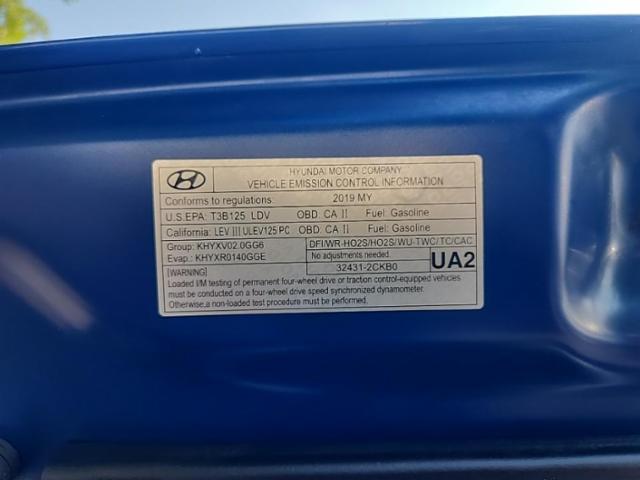 HYUNDAI MOTOR COMPANY
VEHICLE EMISSION CONTROL INFORMATION
Conforms to regulations: 2019 MY
U.S.EPA: T3B125 LDV OBD CA II Fuel: Gasoline
California: LEV III ULEV125 PC OBD CA II Fuel: Gasoline
Group: KHYXV02.0GG6 DFI/WR-HO2S/HO2S/WU-TWC/TC/CAC
Evap.: KHYXR0140GGE No adjustments needed.
32431-2CKB0 UA2
[WARNING]
Loaded I/M testing of permanent four-wheel drive or traction control-equipped vehicles
must be conducted on a four-wheel drive speed synchronized dynamometer.
Otherwise,a non-loaded test procedure must be conducted.